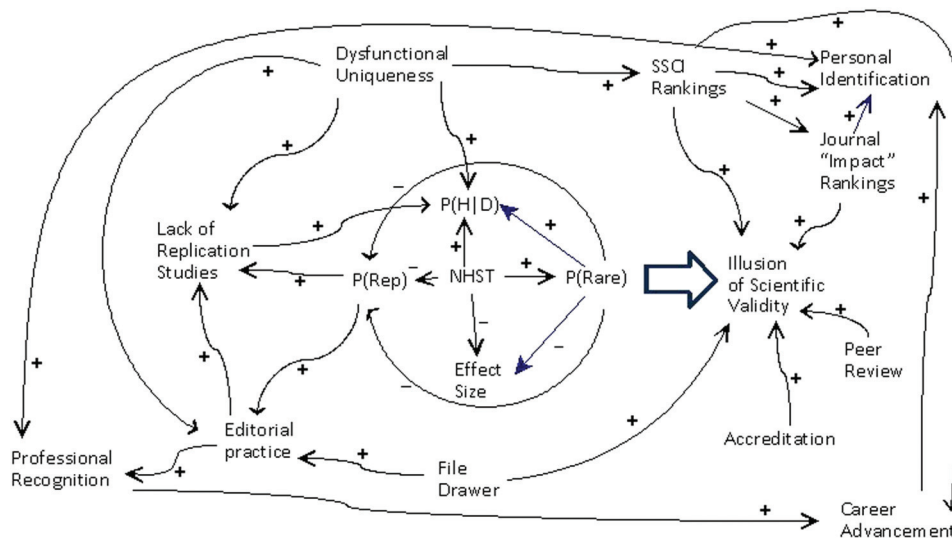 Dysfunctional
Uniqueness
SSCI
Rankings
Personal
Identification
Journal
“Impact”
Rankings
P(H|D)
Lack of
Replication
Studies
P(Rep)
NHST
P(Rare)
Illusion
of Scientific
Validity
Effect
Size
Peer
Review
Editorial
practice
Accreditation
Professional
Recognition
File
Drawer
Career
Advancement
+ + + + + + + + + + + + + + + + + + + + + + + + +
– – – – –